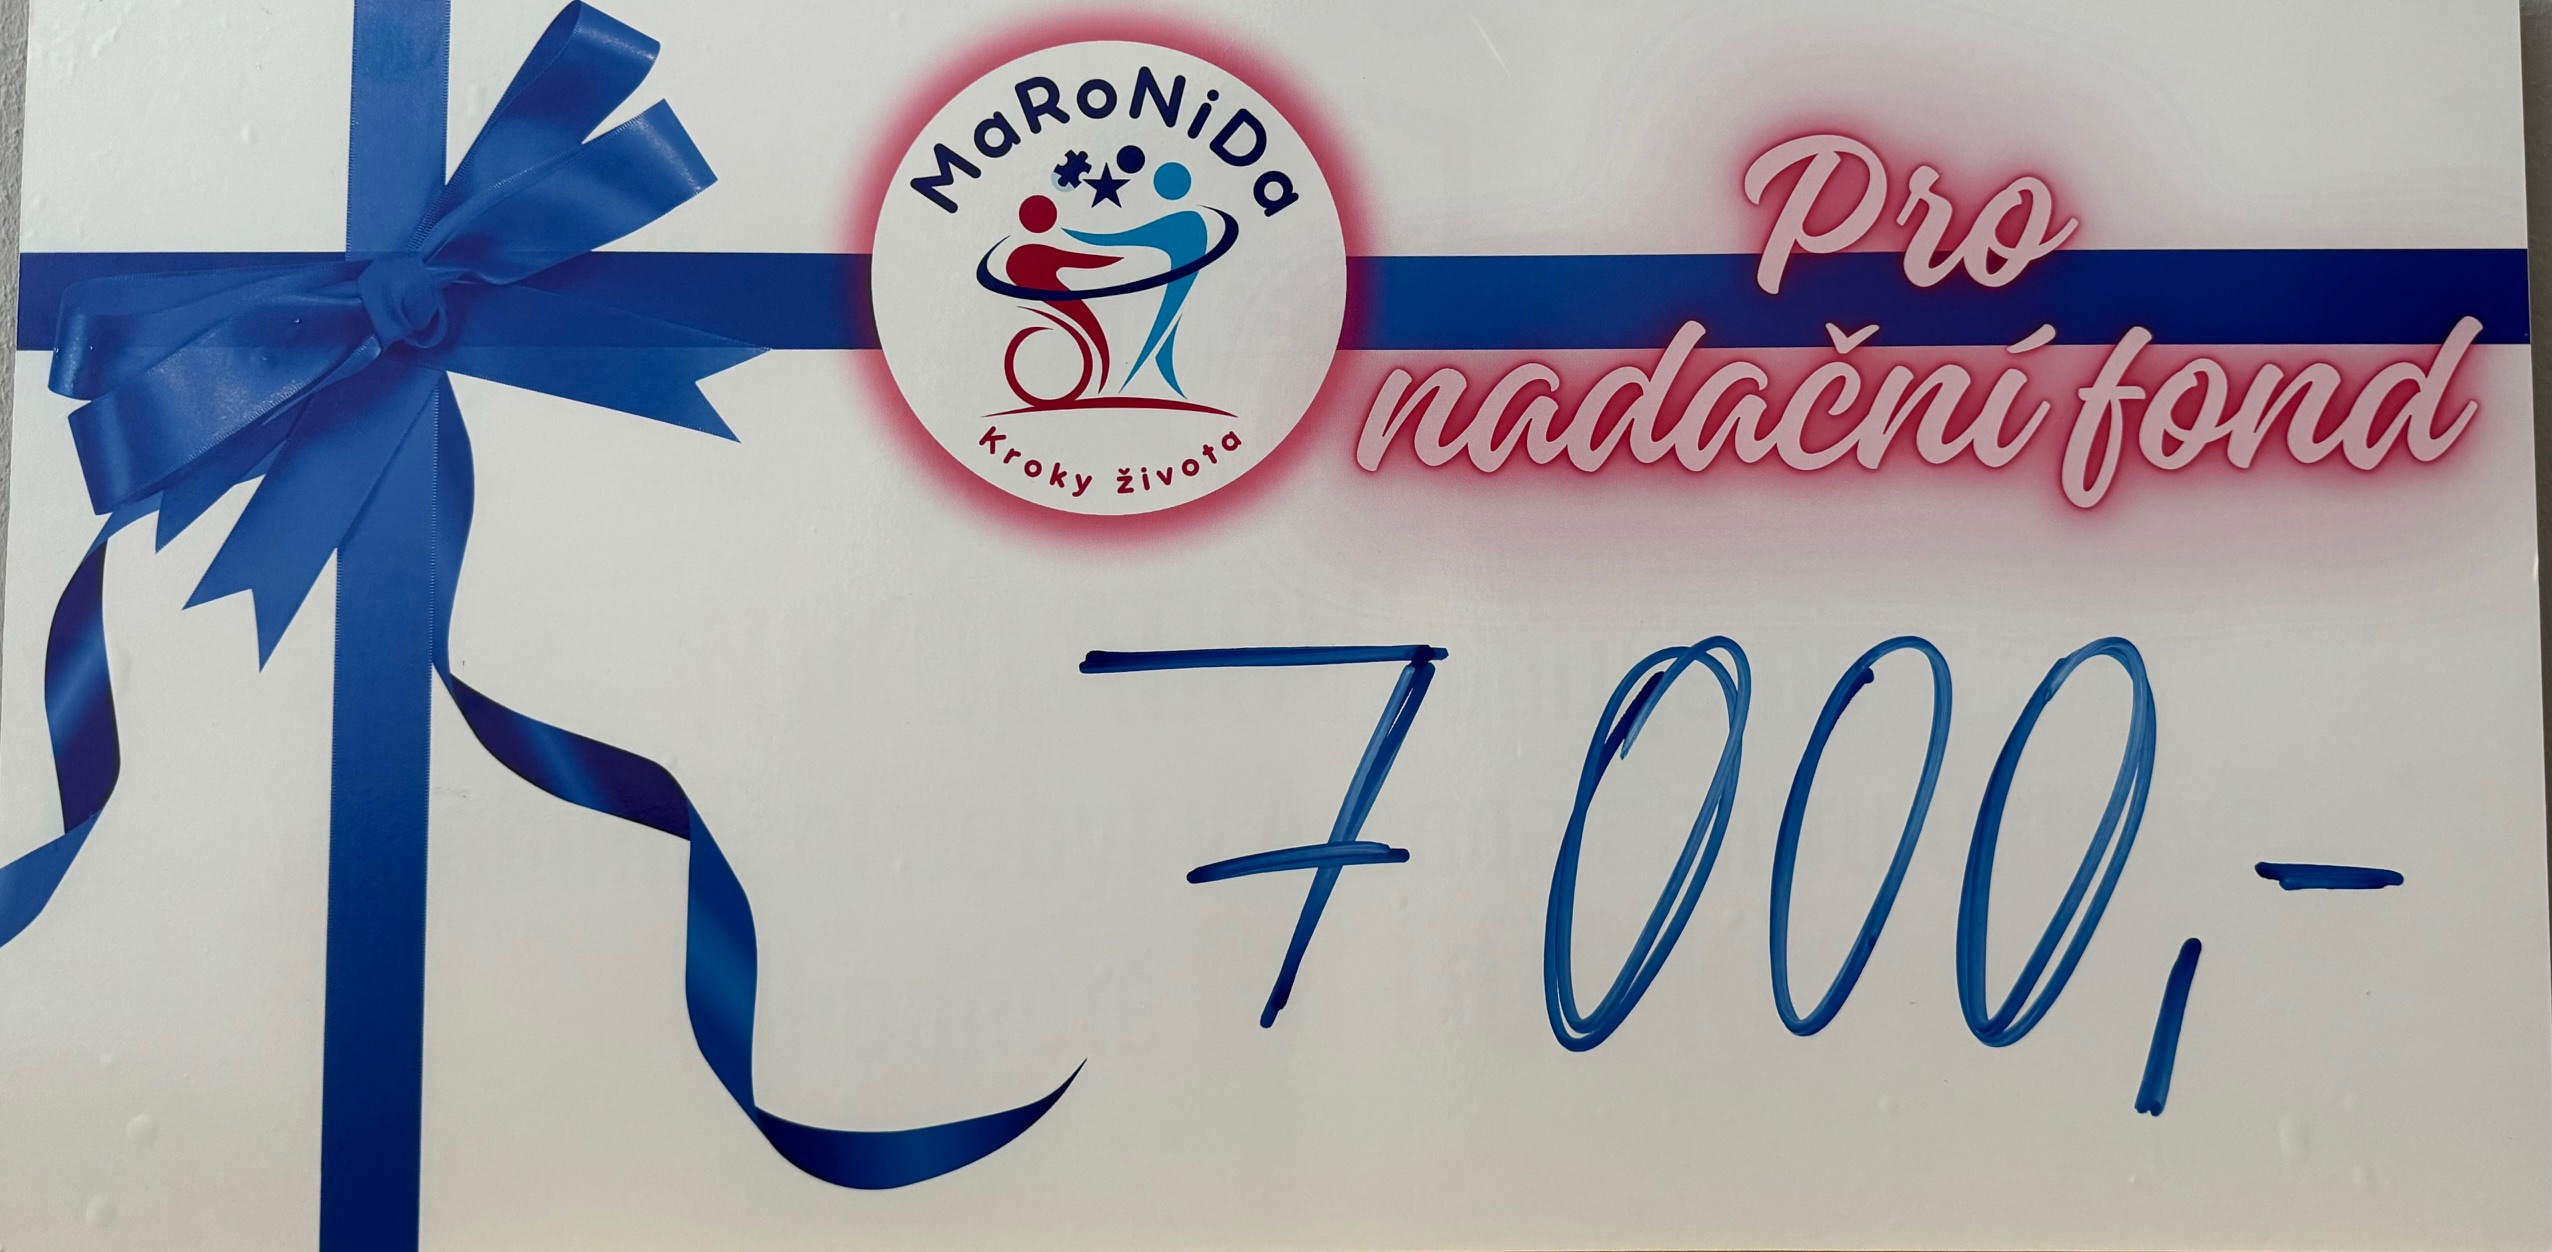 MaRoNiDa
Kroky života
Pro
nadační fond
7 000,-